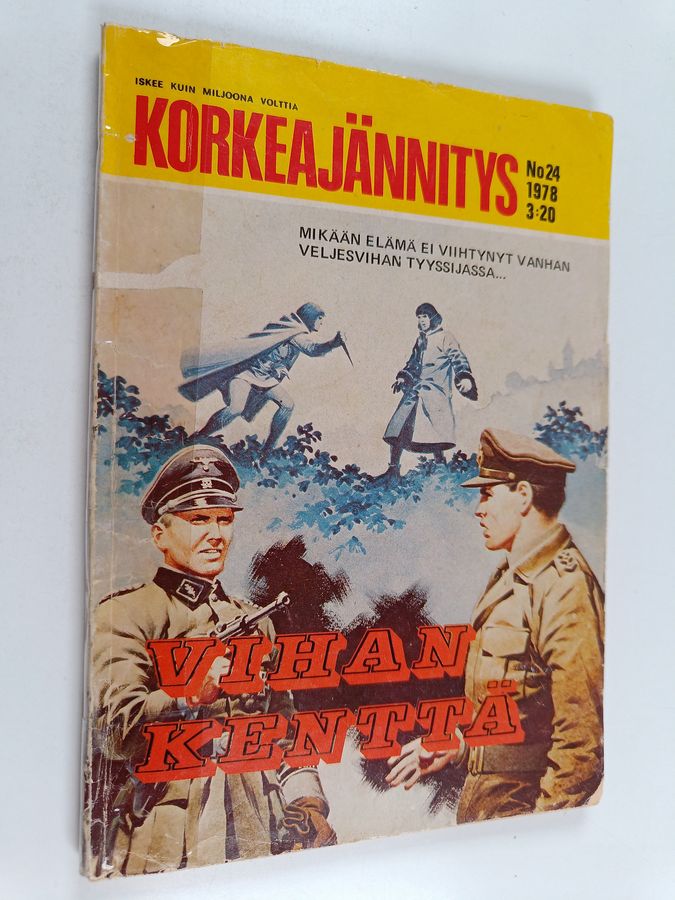 ISKEE KUIN MILJOONA VOLTTIA
KORKEAJÄNNITYS
No 24
1978
3:20
MIKÄÄN ELÄMÄ EI VIIHTYNYT VANHAN
VELJESVIHAN TYYSSIJASSA...
VIHAN
KENTTÄ